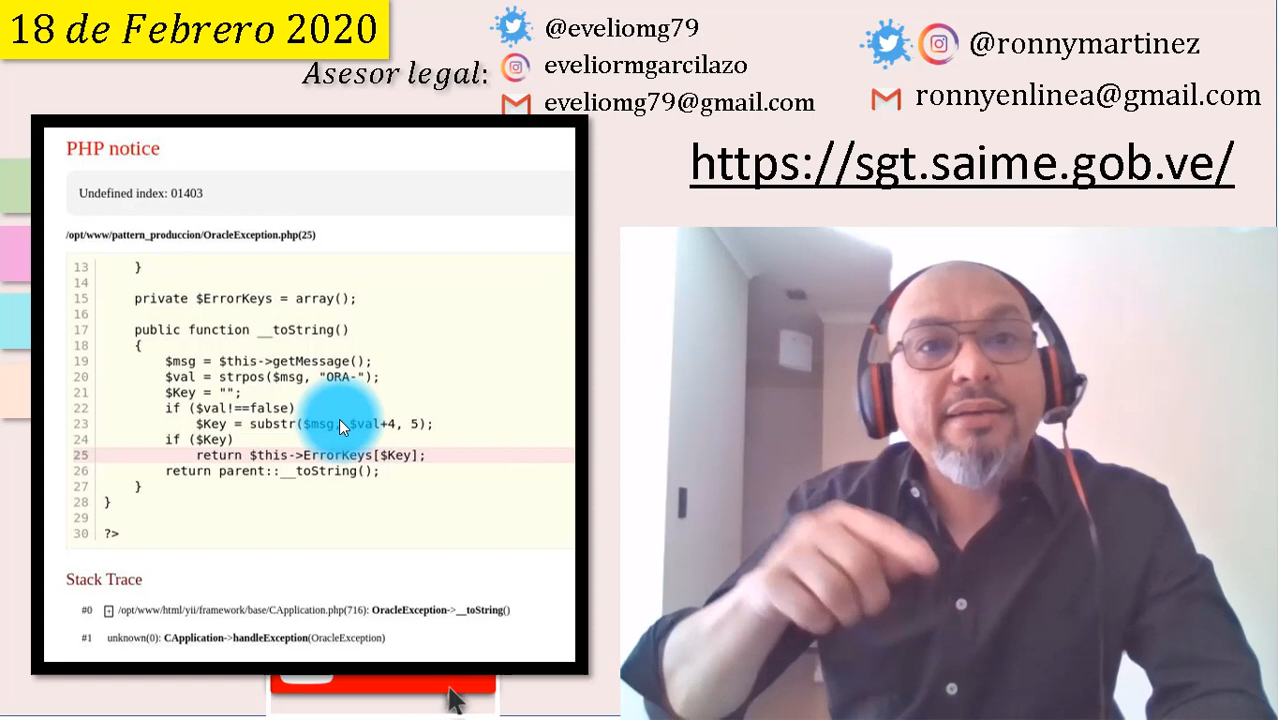 18 de Febrero 2020
Asesor legal:
@eveliomg79
eveliormgarcilazo
eveliomg79@gmail.com
@ronnymartinez
ronnyenlinea@gmail.com
https://sgt.saime.gob.ve/
PHP notice
Undefined index: 01403
/opt/www/pattern_produccion/OracleException.php(25)
13 }
14
15 private $ErrorKeys = array();
16
17 public function __toString()
18 {
19 $msg = $this->getMessage();
20 $val = strpos($msg, "ORA-");
21 $Key = "";
22 if ($val!==false)
23 $Key = substr($msg, $val+4, 5);
24 if ($Key)
25 return $this->ErrorKeys[$Key];
26 return parent::__toString();
27 }
28 }
29
30 ?>
Stack Trace
#0 + /opt/www/html/yii/framework/base/CApplication.php(716): OracleException->__toString()
#1 unknown(0): CApplication->handleException(OracleException)